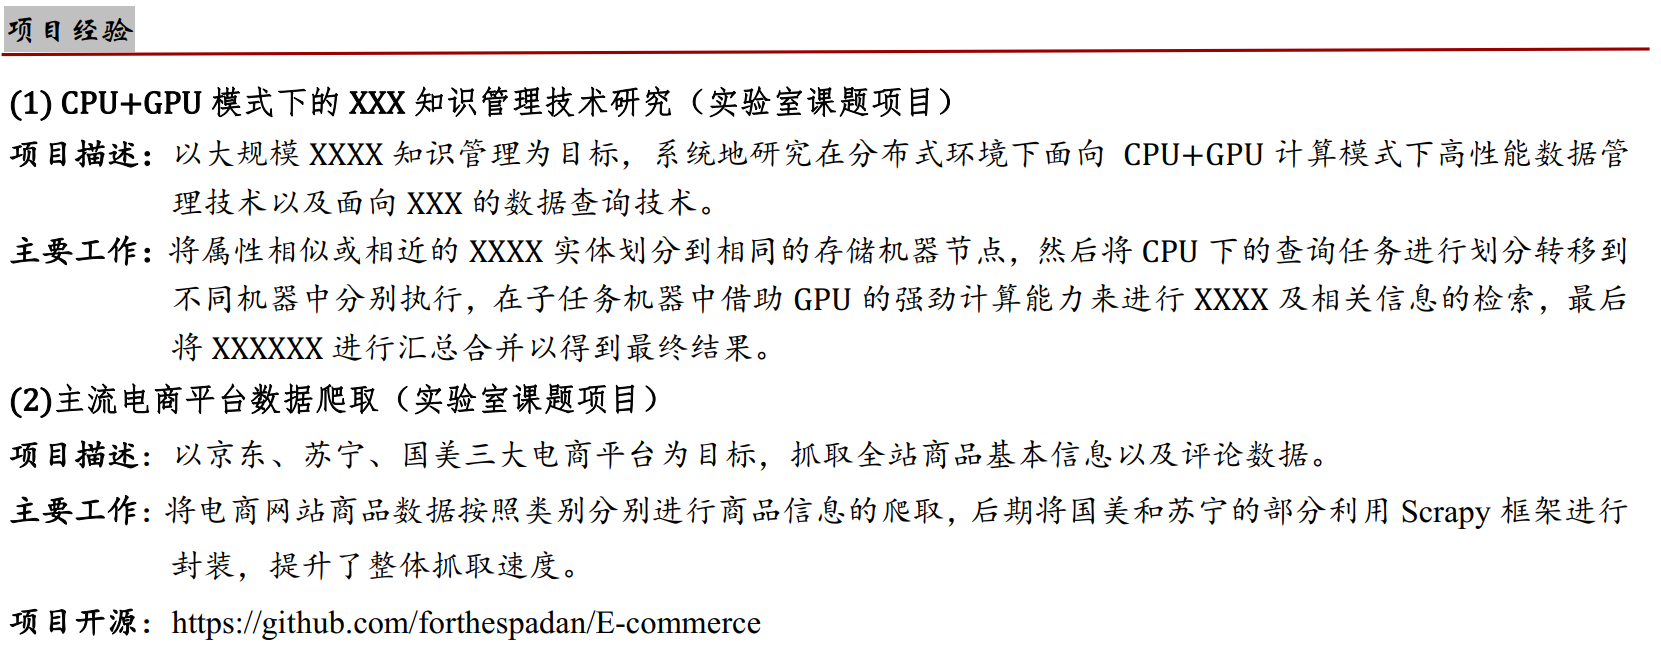 项目经验
(1) CPU+GPU 模式下的 XXX 知识管理技术研究（实验室课题项目）
项目描述：以大规模 XXXX 知识管理为目标，系统地研究在分布式环境下面向 CPU+GPU 计算模式下高性能数据管
理技术以及面向 XXX 的数据查询技术。
主要工作：将属性相似或相近的 XXXX 实体划分到相同的存储机器节点，然后将 CPU 下的查询任务进行划分转移到
不同机器中分别执行，在子任务机器中借助 GPU 的强劲计算能力来进行 XXXX 及相关信息的检索，最后
将 XXXXXX 进行汇总合并以得到最终结果。
(2)主流电商平台数据爬取（实验室课题项目）
项目描述：以京东、苏宁、国美三大电商平台为目标，抓取全站商品基本信息以及评论数据。
主要工作：将电商网站商品数据按照类别分别进行商品信息的爬取，后期将国美和苏宁的部分利用 Scrapy 框架进行
封装，提升了整体抓取速度。
项目开源：https://github.com/forthespadan/E-commerce